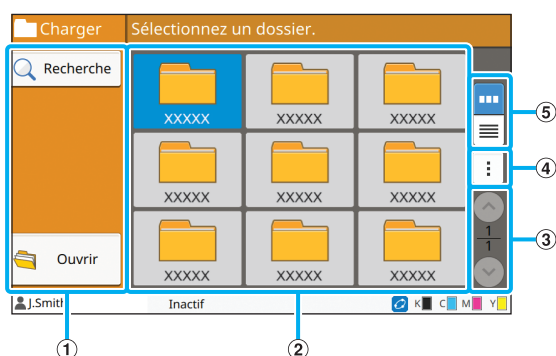 Charger
Sélectionnez un dossier.
Recherche
Ouvrir
XXXXX XXXXX XXXXX
XXXXX XXXXX XXXXX
XXXXX XXXXX XXXXX
5
4
1
1
3
J.Smith
Inactif
K C M Y
1
2